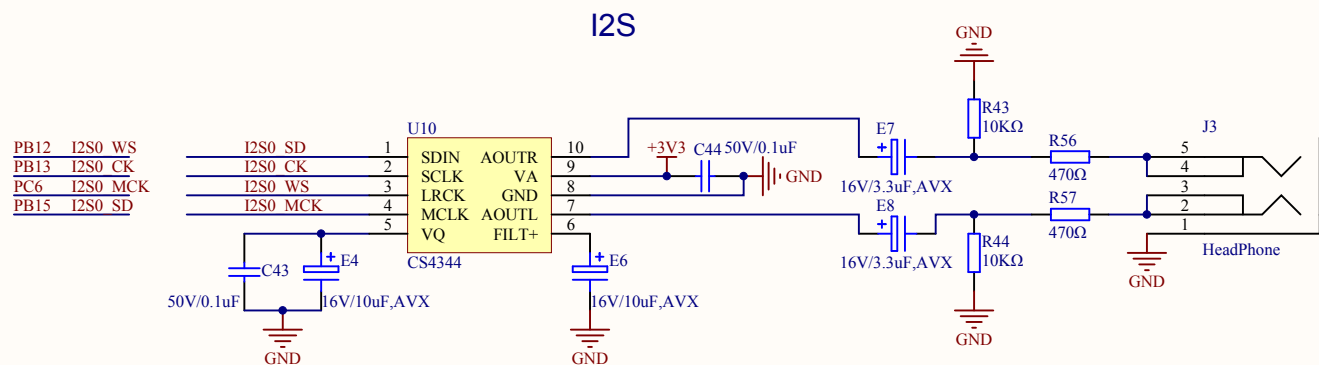 I2S
GND
R43
10KΩ
E7
+
16V/3.3uF,AVX
R56
470Ω
J3
5
4
3
2
1
HeadPhone
R57
470Ω
E8
+
16V/3.3uF,AVX
R44
10KΩ
GND
GND
+3V3
C44
50V/0.1uF
GND
PB12 I2S0_WS
PB13 I2S0_CK
PC6 I2S0_MCK
PB15 I2S0_SD
I2S0_SD
I2S0_CK
I2S0_WS
I2S0_MCK
U10
1 SDIN AOUTR 10
2 SCLK VA 9
3 LRCK GND 8
4 MCLK AOUTL 7
5 VQ FILT+ 6
CS4344
C43
50V/0.1uF
+
E4
16V/10uF,AVX
GND
+
E6
16V/10uF,AVX
GND